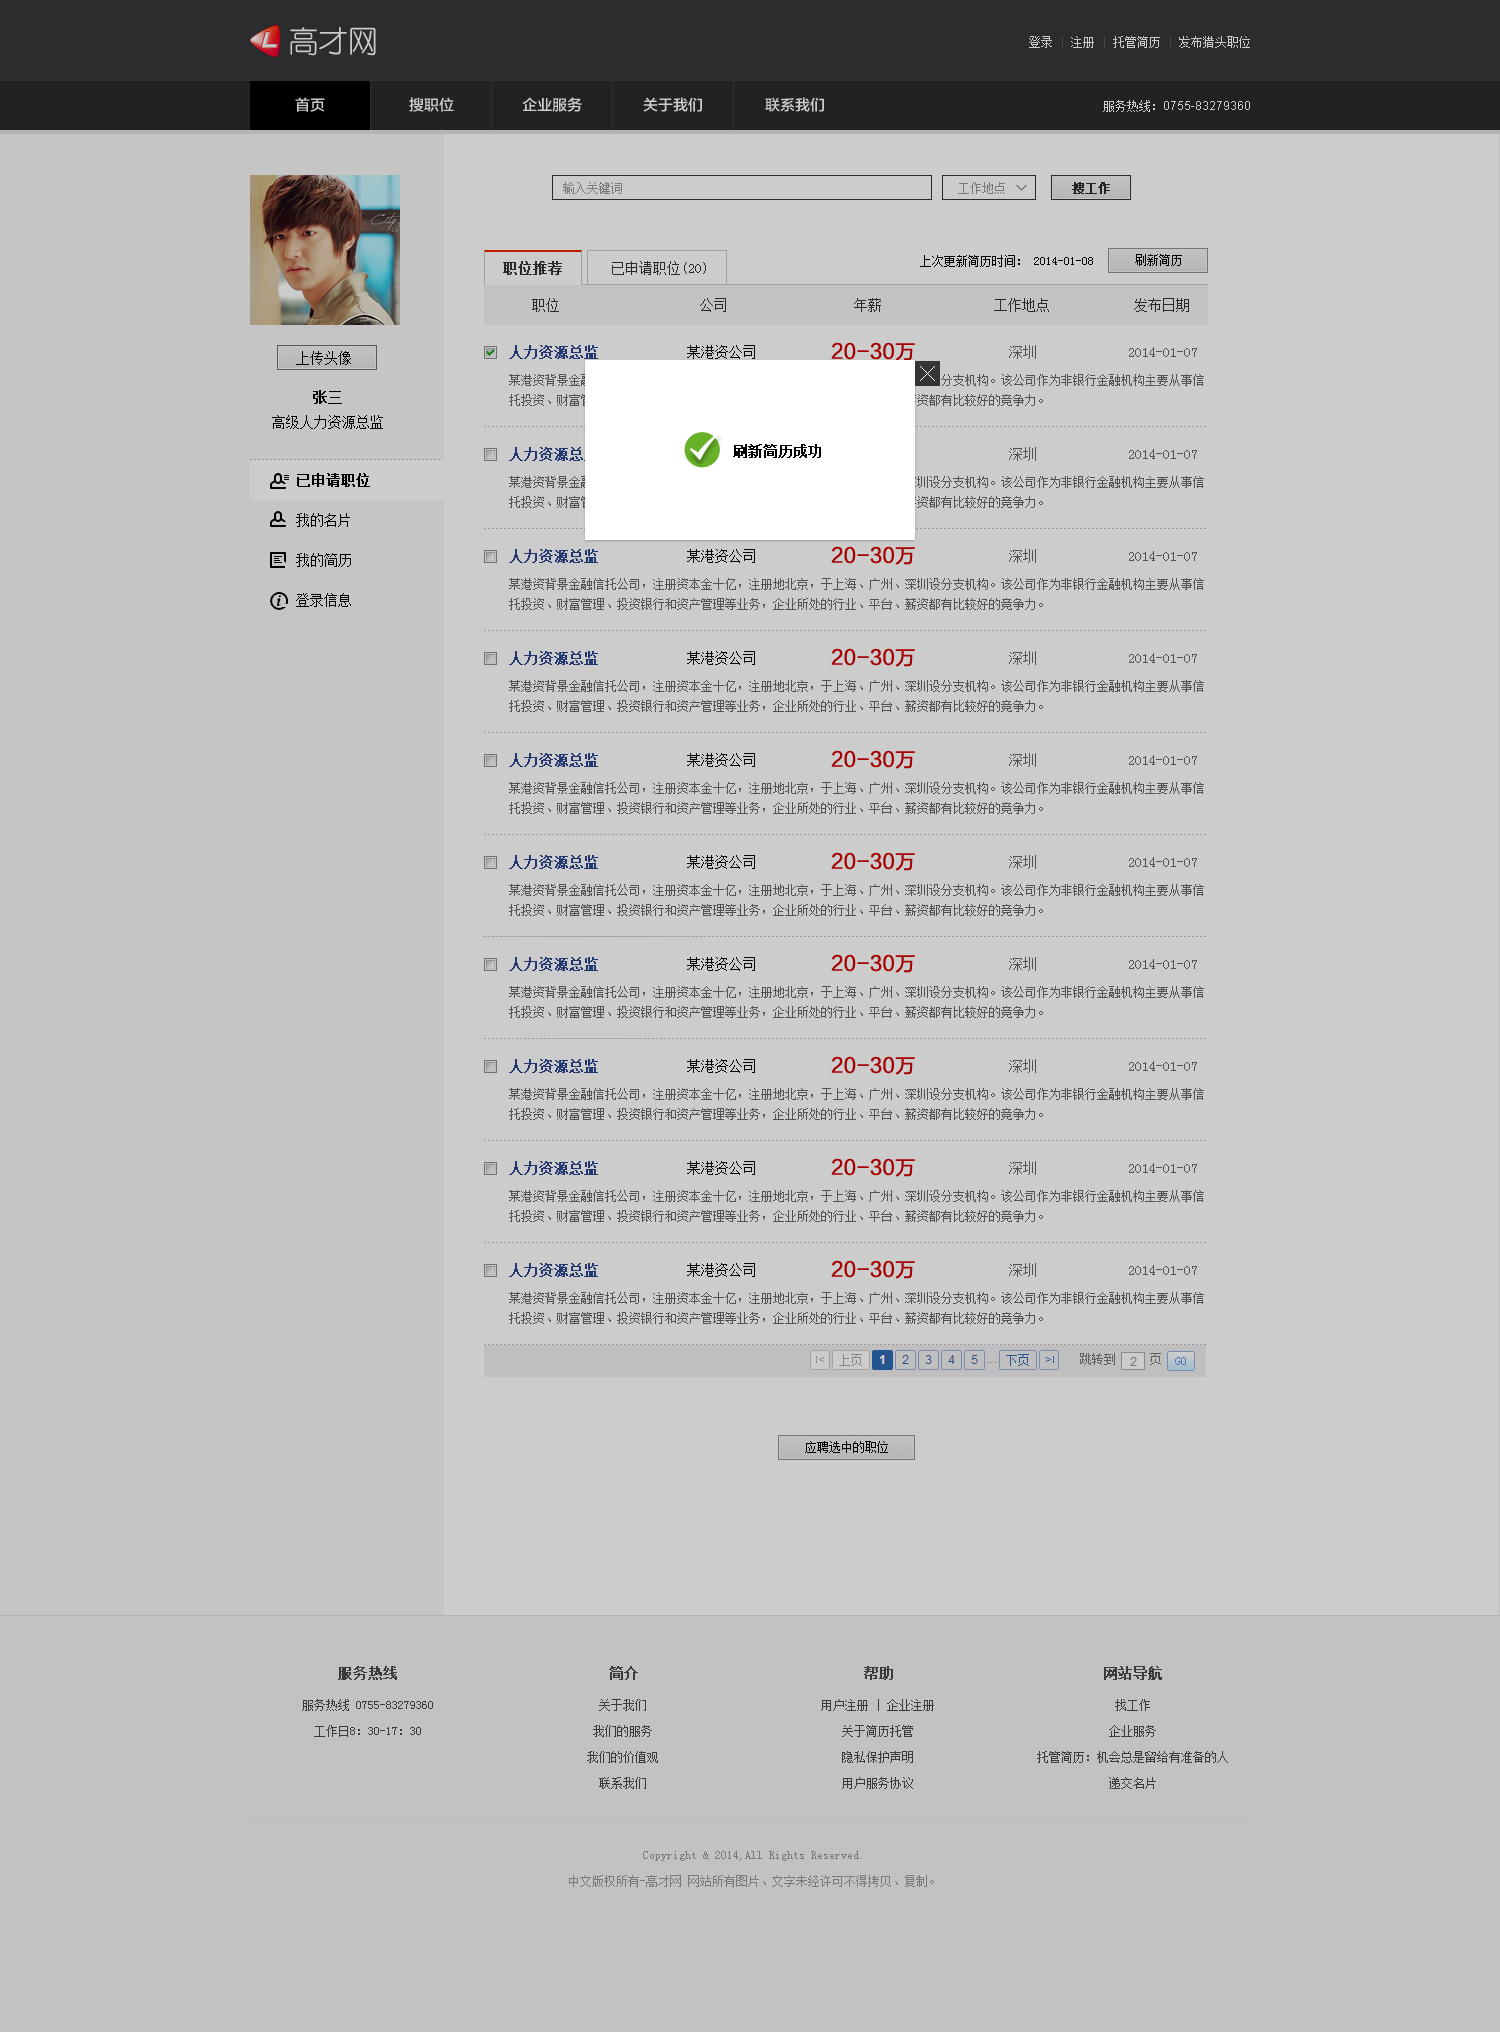 高才网
登录 | 注册 | 托管简历 | 发布猎头职位
首页 搜职位 企业服务 关于我们 联系我们 服务热线：0755-83279360
City
输入关键词 工作地点 搜工作
职位推荐 已申请职位(20) 上次更新简历时间： 2014-01-08 刷新简历
职位 公司 年薪 工作地点 发布日期
上传头像
张三
高级人力资源总监
已申请职位
我的名片
我的简历
登录信息
人力资源总监 某港资公司 20-30万 深圳 2014-01-07
某港资背景金融 分支机构。该公司作为非银行金融机构主要从事信
托投资、财富管 资都有比较好的竞争力。
刷新简历成功
人力资源总 深圳 2014-01-07
某港资背景金融 设分支机构。该公司作为非银行金融机构主要从事信
托投资、财富管 资都有比较好的竞争力。
人力资源总监 某港资公司 20-30万 深圳 2014-01-07
某港资背景金融信托公司，注册资本金十亿，注册地北京，于上海、广州、深圳设分支机构。该公司作为非银行金融机构主要从事信
托投资、财富管理、投资银行和资产管理等业务，企业所处的行业、平台、薪资都有比较好的竞争力。
人力资源总监 某港资公司 20-30万 深圳 2014-01-07
某港资背景金融信托公司，注册资本金十亿，注册地北京，于上海、广州、深圳设分支机构。该公司作为非银行金融机构主要从事信
托投资、财富管理、投资银行和资产管理等业务，企业所处的行业、平台、薪资都有比较好的竞争力。
人力资源总监 某港资公司 20-30万 深圳 2014-01-07
某港资背景金融信托公司，注册资本金十亿，注册地北京，于上海、广州、深圳设分支机构。该公司作为非银行金融机构主要从事信
托投资、财富管理、投资银行和资产管理等业务，企业所处的行业、平台、薪资都有比较好的竞争力。
人力资源总监 某港资公司 20-30万 深圳 2014-01-07
某港资背景金融信托公司，注册资本金十亿，注册地北京，于上海、广州、深圳设分支机构。该公司作为非银行金融机构主要从事信
托投资、财富管理、投资银行和资产管理等业务，企业所处的行业、平台、薪资都有比较好的竞争力。
人力资源总监 某港资公司 20-30万 深圳 2014-01-07
某港资背景金融信托公司，注册资本金十亿，注册地北京，于上海、广州、深圳设分支机构。该公司作为非银行金融机构主要从事信
托投资、财富管理、投资银行和资产管理等业务，企业所处的行业、平台、薪资都有比较好的竞争力。
人力资源总监 某港资公司 20-30万 深圳 2014-01-07
某港资背景金融信托公司，注册资本金十亿，注册地北京，于上海、广州、深圳设分支机构。该公司作为非银行金融机构主要从事信
托投资、财富管理、投资银行和资产管理等业务，企业所处的行业、平台、薪资都有比较好的竞争力。
人力资源总监 某港资公司 20-30万 深圳 2014-01-07
某港资背景金融信托公司，注册资本金十亿，注册地北京，于上海、广州、深圳设分支机构。该公司作为非银行金融机构主要从事信
托投资、财富管理、投资银行和资产管理等业务，企业所处的行业、平台、薪资都有比较好的竞争力。
人力资源总监 某港资公司 20-30万 深圳 2014-01-07
某港资背景金融信托公司，注册资本金十亿，注册地北京，于上海、广州、深圳设分支机构。该公司作为非银行金融机构主要从事信
托投资、财富管理、投资银行和资产管理等业务，企业所处的行业、平台、薪资都有比较好的竞争力。
|< 上页 1 2 3 4 5 ... 下页 >| 跳转到 2 页 GO
应聘选中的职位
服务热线 简介 帮助 网站导航
服务热线 0755-83279360 关于我们 用户注册 | 企业注册 找工作
工作日8：30-17：30 我们的服务 关于简历托管 企业服务
我们的价值观 隐私保护声明 托管简历：机会总是留给有准备的人
联系我们 用户服务协议 递交名片
Copyright @ 2014,All Rights Reserved.
中文版权所有-高才网 网站所有图片、文字未经许可不得拷贝、复制。